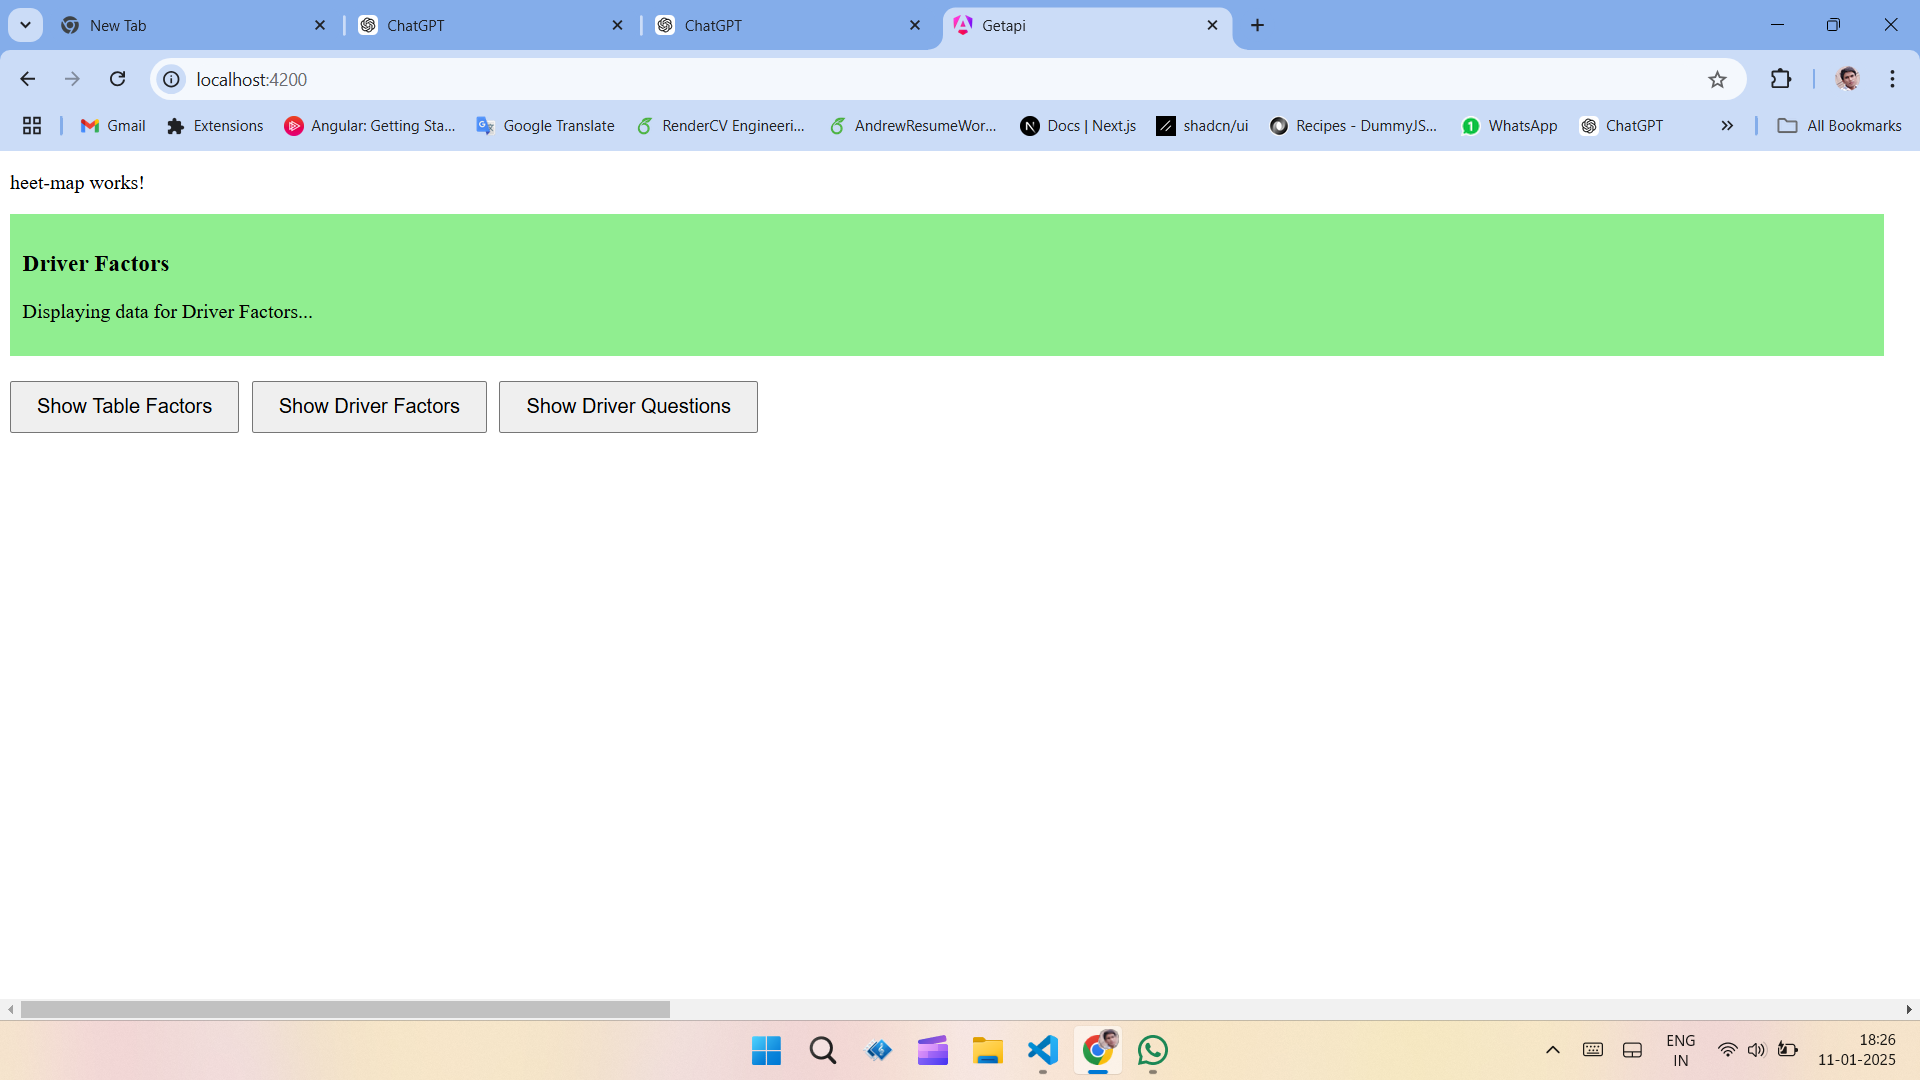 New Tab
ChatGPT
ChatGPT
Getapi
localhost:4200
Gmail
Extensions
Angular: Getting Sta...
Google Translate
RenderCV Engineeri...
AndrewResumeWor...
Docs | Next.js
shadcn/ui
Recipes - DummyJS...
1
WhatsApp
ChatGPT
All Bookmarks
heet-map works!
Driver Factors
Displaying data for Driver Factors...
Show Table Factors
Show Driver Factors
Show Driver Questions
ENG
IN
18:26
11-01-2025